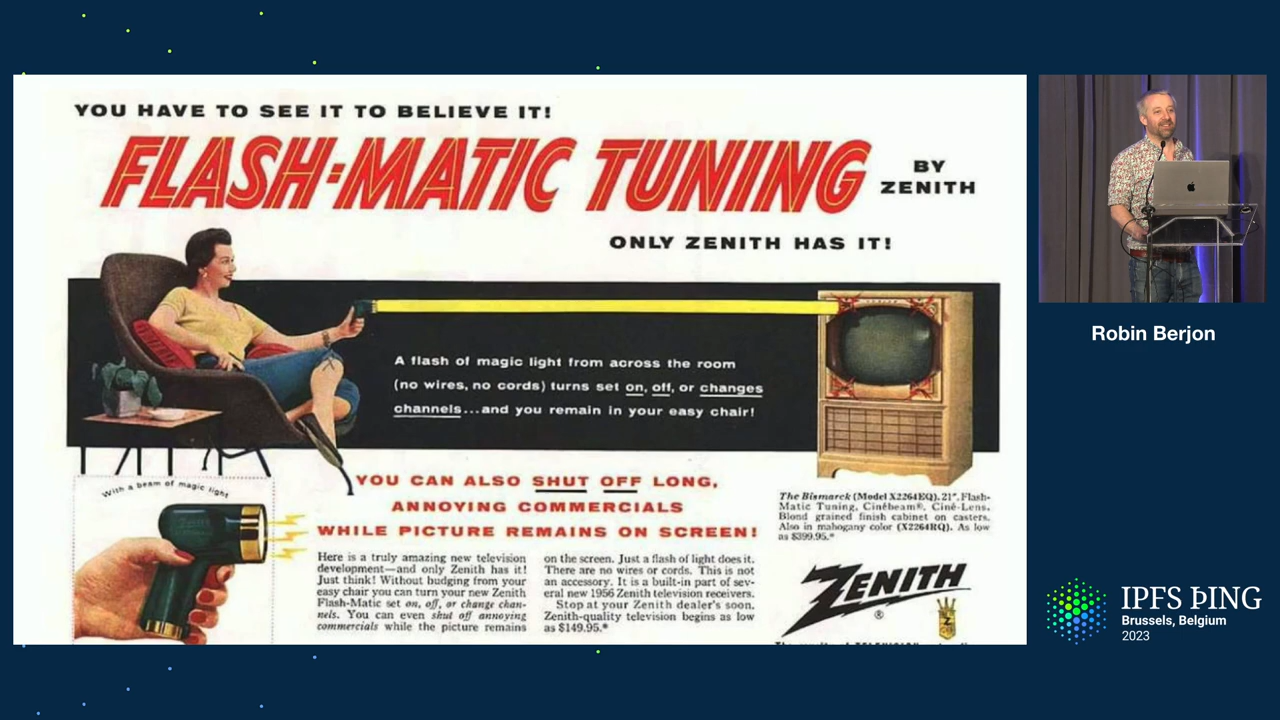 YOU HAVE TO SEE IT TO BELIEVE IT!
FLASH-MATIC TUNING
BY
ZENITH
ONLY ZENITH HAS IT!
A flash of magic light from across the room
(no wires, no cords) turns set on, off, or changes
channels...and you remain in your easy chair!
With a beam of magic light
YOU CAN ALSO SHUT OFF LONG,
ANNOYING COMMERCIALS
WHILE PICTURE REMAINS ON SCREEN!
Here is a truly amazing new television
development—and only Zenith has it!
Just think! Without budging from your
easy chair you can turn your new Zenith
Flash-Matic set on, off, or change chan-
nels. You can even shut off annoying
commercials while the picture remains
on the screen. Just a flash of light does it.
There are no wires or cords. This is not
an accessory. It is a built-in part of sev-
eral new 1956 Zenith television receivers.
Stop at your Zenith dealer's soon.
Zenith-quality television begins as low
as $149.95.*
The Bismarck (Model X2264EQ). 21". Flash-
Matic Tuning, Cinébeam®, Ciné-Lens.
Blond grained finish cabinet on casters.
Also in mahogany color (X2264RQ). As low
as $399.95.*
ZENITH
®
Robin Berjon
IPFS ÞING
Brussels, Belgium
2023